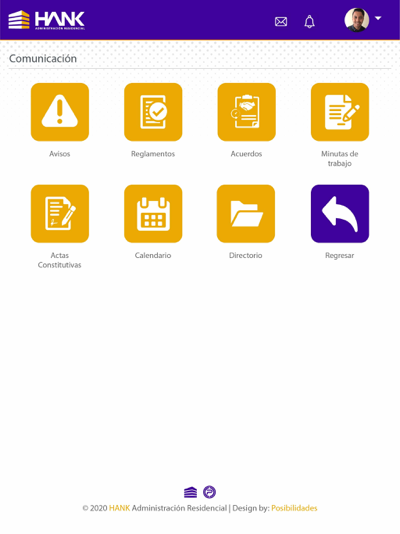 HANK
ADMINISTRACIÓN RESIDENCIAL
Comunicación
Avisos
Reglamentos
Acuerdos
Minutas de
trabajo
Actas
Constitutivas
Calendario
Directorio
Regresar
© 2020 HANK Administración Residencial | Design by: Posibilidades